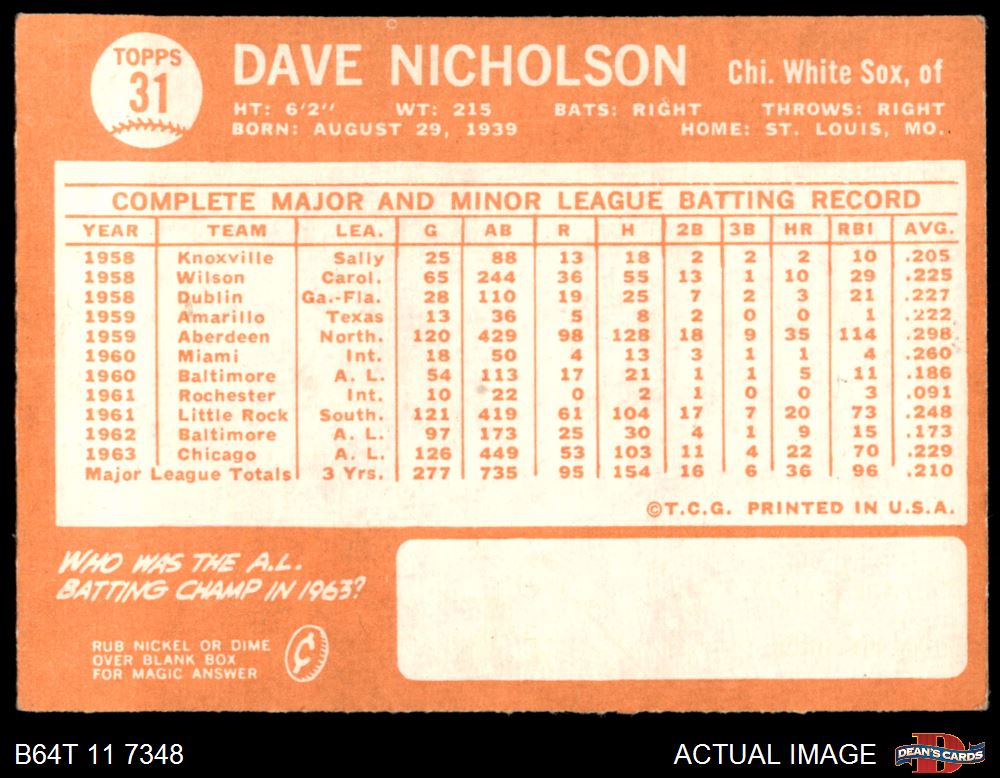 TOPPS
31
DAVE NICHOLSON Chi. White Sox, of
HT: 6'2" WT: 215 BATS: RIGHT THROWS: RIGHT
BORN: AUGUST 29, 1939 HOME: ST. LOUIS, MO.
COMPLETE MAJOR AND MINOR LEAGUE BATTING RECORD
YEAR TEAM LEA. G AB R H 2B 3B HR RBI AVG.
1958 Knoxville Sally 25 88 13 18 2 2 2 10 .205
1958 Wilson Carol. 65 244 36 55 13 1 10 29 .225
1958 Dublin Ga.-Fla. 28 110 19 25 7 2 3 21 .227
1959 Amarillo Texas 13 36 5 8 2 0 0 1 .222
1959 Aberdeen North. 120 429 98 128 18 9 35 114 .298
1960 Miami Int. 18 50 4 13 3 1 1 4 .260
1960 Baltimore A. L. 54 113 17 21 1 1 5 11 .186
1961 Rochester Int. 10 22 0 2 1 0 0 3 .091
1961 Little Rock South. 121 419 61 104 17 7 20 73 .248
1962 Baltimore A. L. 97 173 25 30 4 1 9 15 .173
1963 Chicago A. L. 126 449 53 103 11 4 22 70 .229
Major League Totals 3 Yrs. 277 735 95 154 16 6 36 96 .210
©T.C.G. PRINTED IN U.S.A.
WHO WAS THE A.L.
BATTING CHAMP IN 1963?
RUB NICKEL OR DIME
OVER BLANK BOX
FOR MAGIC ANSWER
B64T 11 7348 ACTUAL IMAGE
DEAN'S CARDS